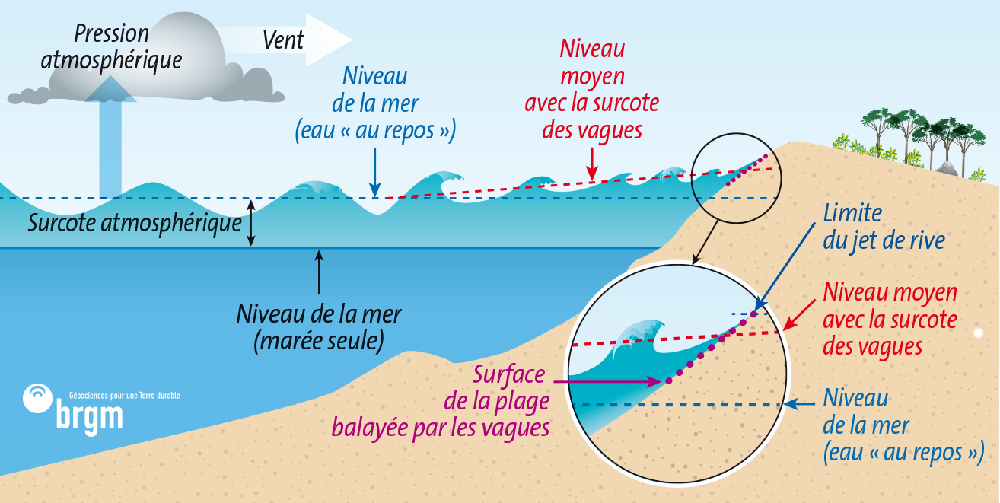 Pression
atmosphérique
Vent
Niveau
de la mer
(eau « au repos »)
Niveau
moyen
avec la surcote
des vagues
Surcote atmosphérique
Niveau de la mer
(marée seule)
Limite
du jet de rive
Niveau moyen
avec la surcote
des vagues
Surface
de la plage
balayée par les vagues
Niveau
de la mer
(eau « au repos »)
Géosciences pour une Terre durable
brgm